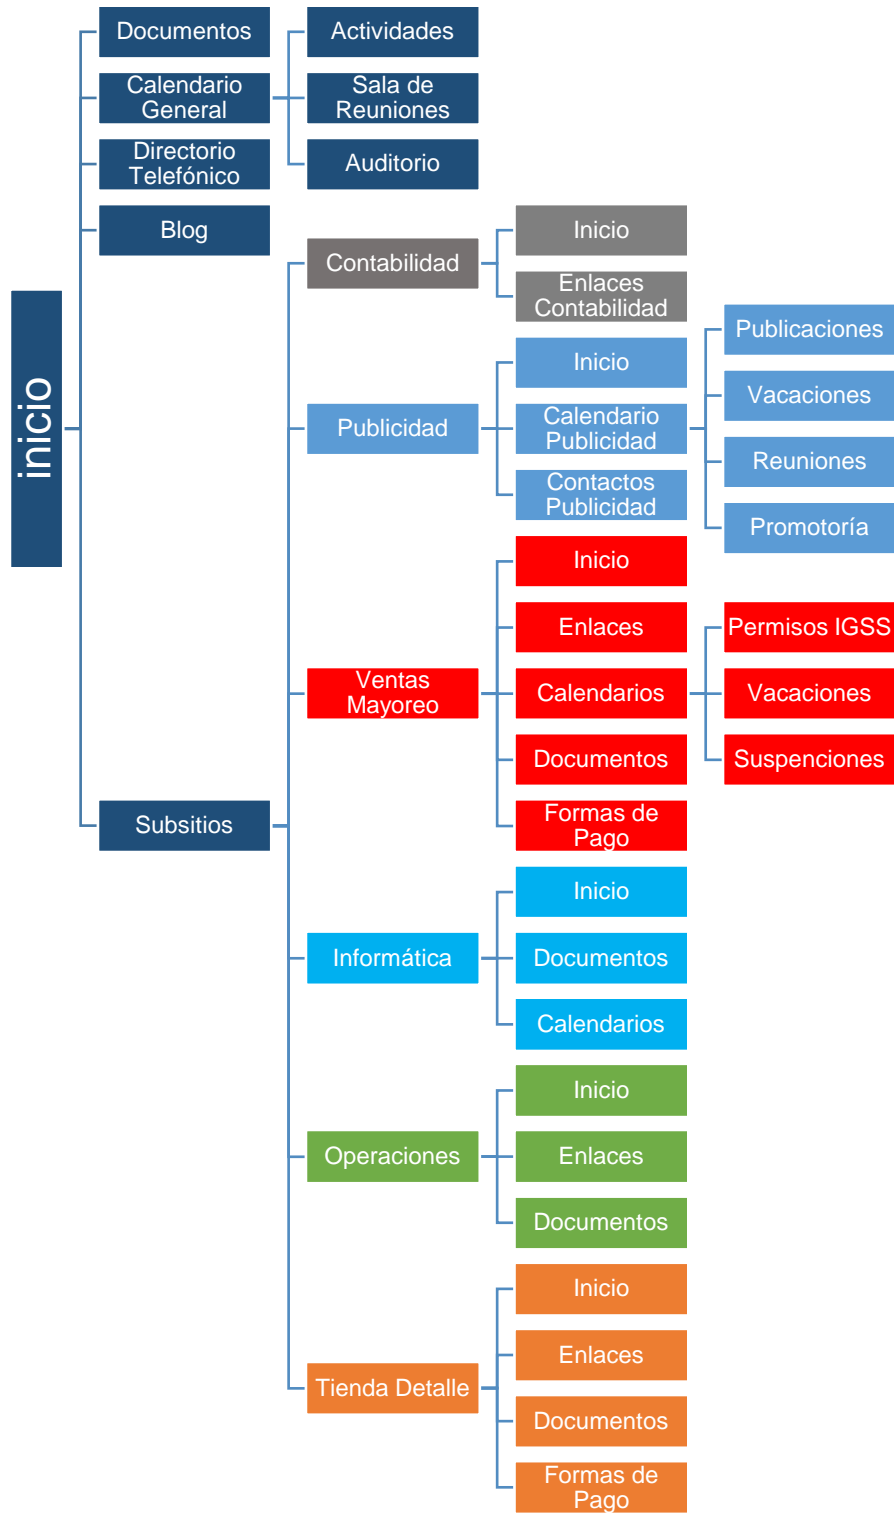 inicio
Documentos
Calendario
General
Actividades
Sala de
Reuniones
Auditorio
Directorio
Telefónico
Blog
Subsitios
Contabilidad
Inicio
Enlaces
Contabilidad
Publicidad
Inicio
Calendario
Publicidad
Publicaciones
Vacaciones
Reuniones
Promotoría
Contactos
Publicidad
Ventas
Mayoreo
Inicio
Enlaces
Calendarios
Permisos IGSS
Vacaciones
Suspenciones
Documentos
Formas de
Pago
Informática
Inicio
Documentos
Calendarios
Operaciones
Inicio
Enlaces
Documentos
Tienda Detalle
Inicio
Enlaces
Documentos
Formas de
Pago